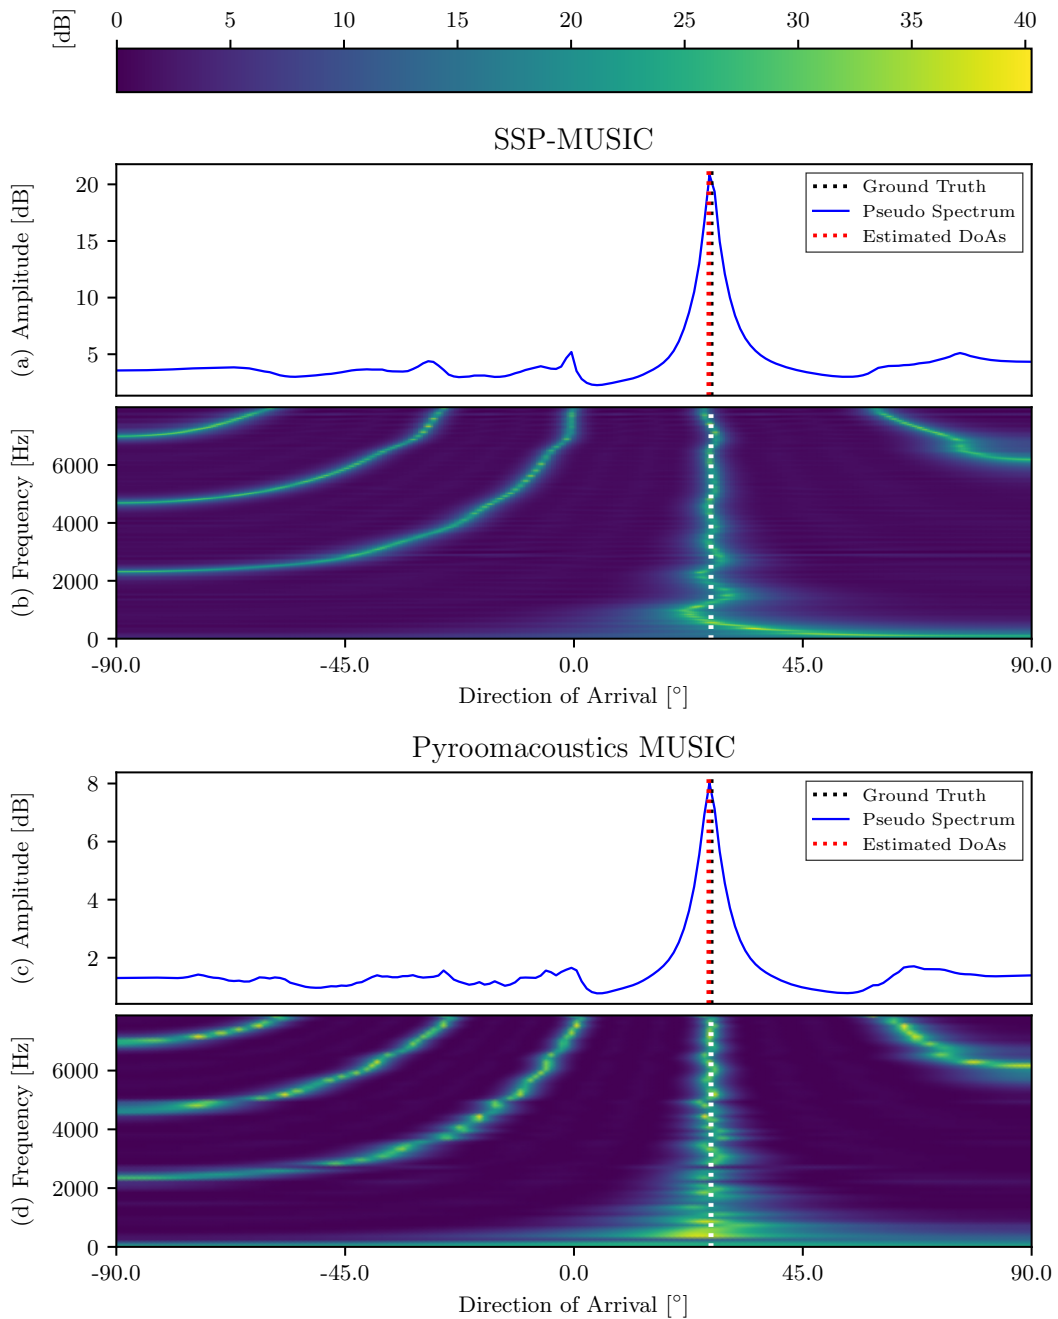 [dB] 0 5 10 15 20 25 30 35 40
SSP-MUSIC
(a) Amplitude [dB]
20
15
10
5
Ground Truth
Pseudo Spectrum
Estimated DoAs
(b) Frequency [Hz]
6000
4000
2000
0
-90.0 -45.0 0.0 45.0 90.0
Direction of Arrival [°]
Pyroomacoustics MUSIC
(c) Amplitude [dB]
8
6
4
2
Ground Truth
Pseudo Spectrum
Estimated DoAs
(d) Frequency [Hz]
6000
4000
2000
0
-90.0 -45.0 0.0 45.0 90.0
Direction of Arrival [°]